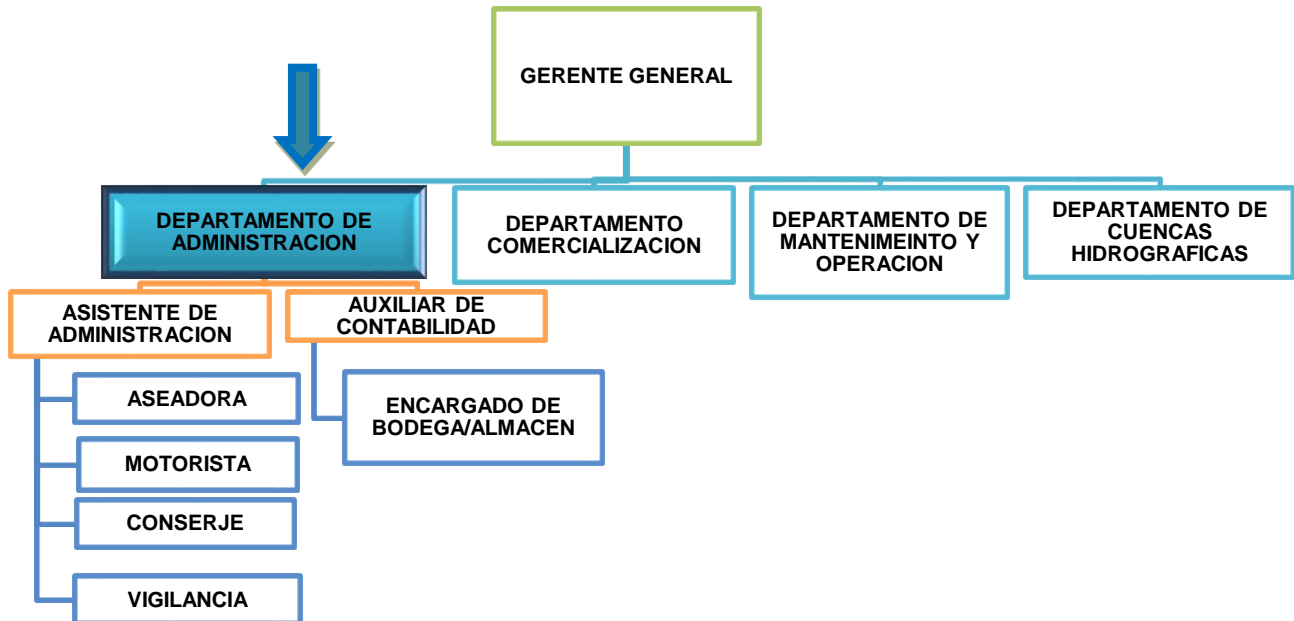 GERENTE GENERAL
DEPARTAMENTO DE
ADMINISTRACION
DEPARTAMENTO
COMERCIALIZACION
DEPARTAMENTO DE
MANTENIMEINTO Y
OPERACION
DEPARTAMENTO DE
CUENCAS
HIDROGRAFICAS
ASISTENTE DE
ADMINISTRACION
AUXILIAR DE
CONTABILIDAD
ASEADORA
MOTORISTA
CONSERJE
VIGILANCIA
ENCARGADO DE
BODEGA/ALMACEN